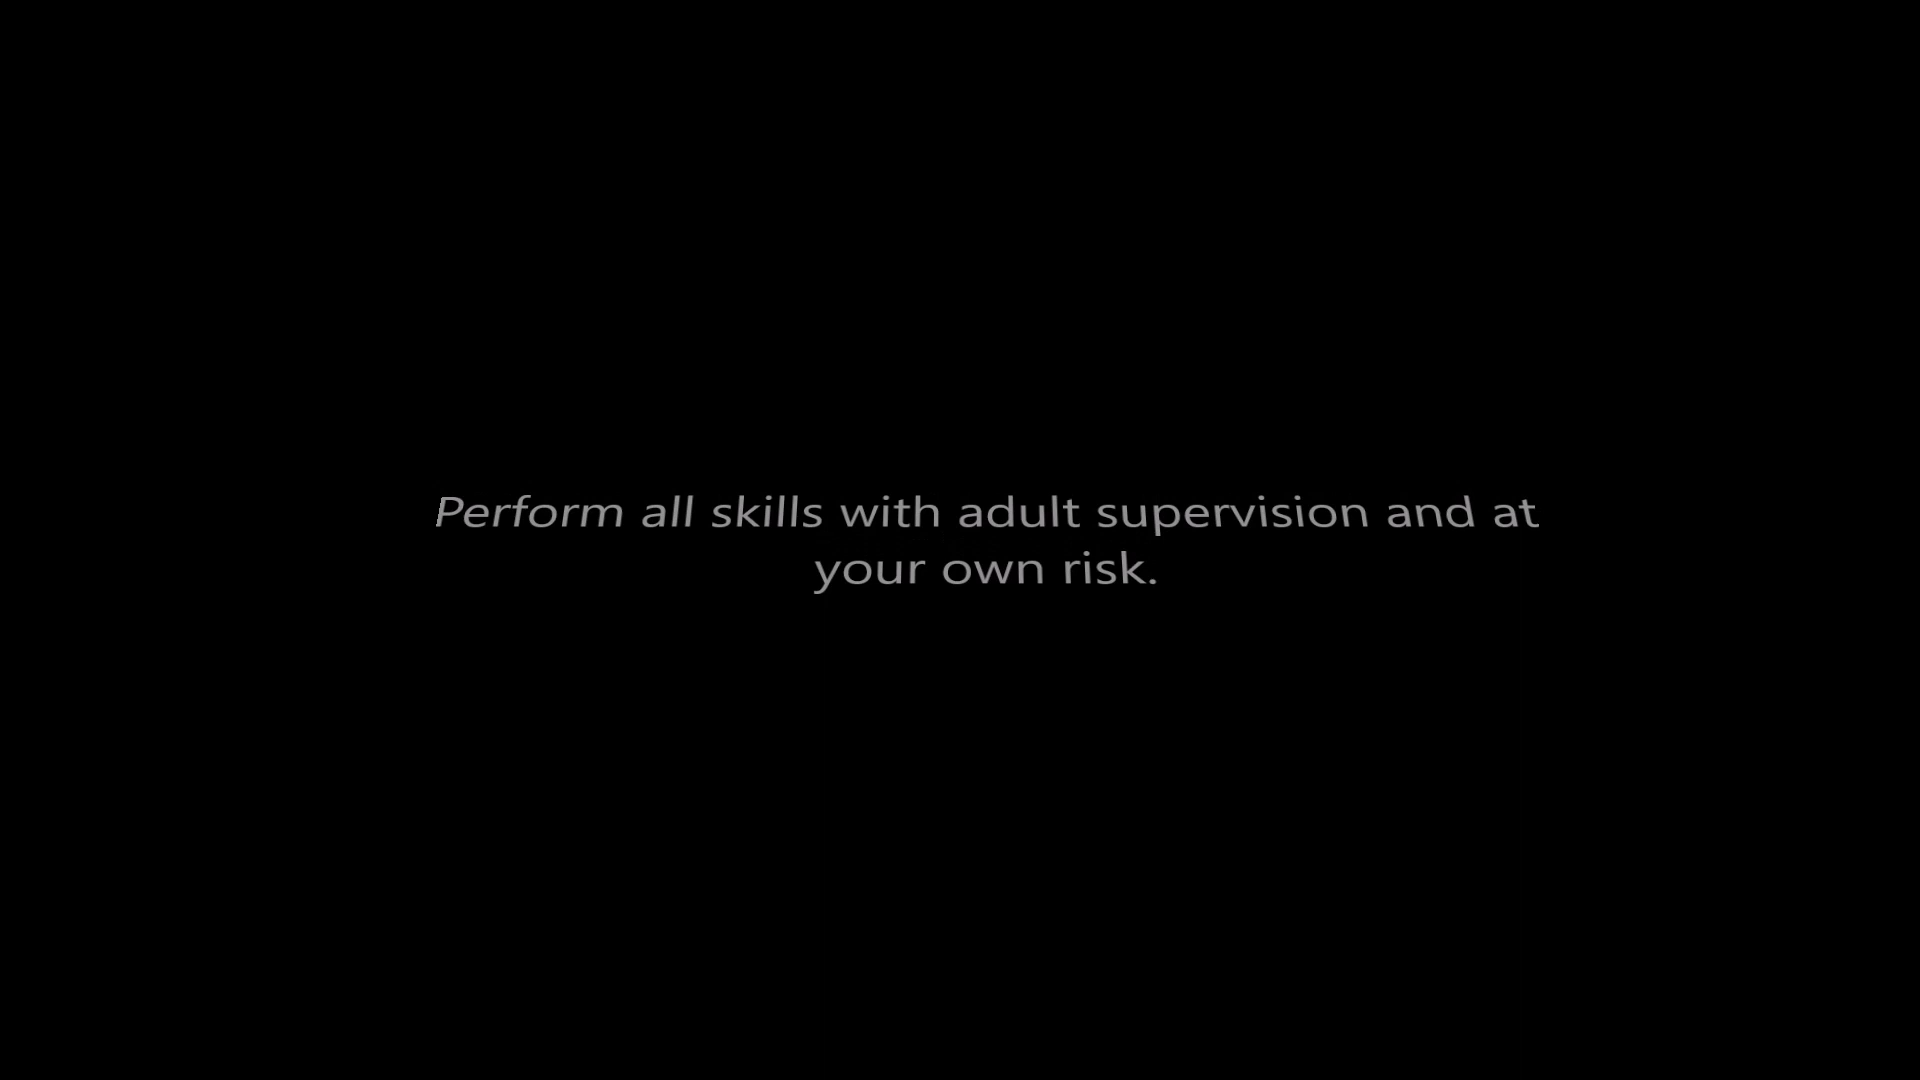 Perform all skills with adult supervision and at
your own risk.